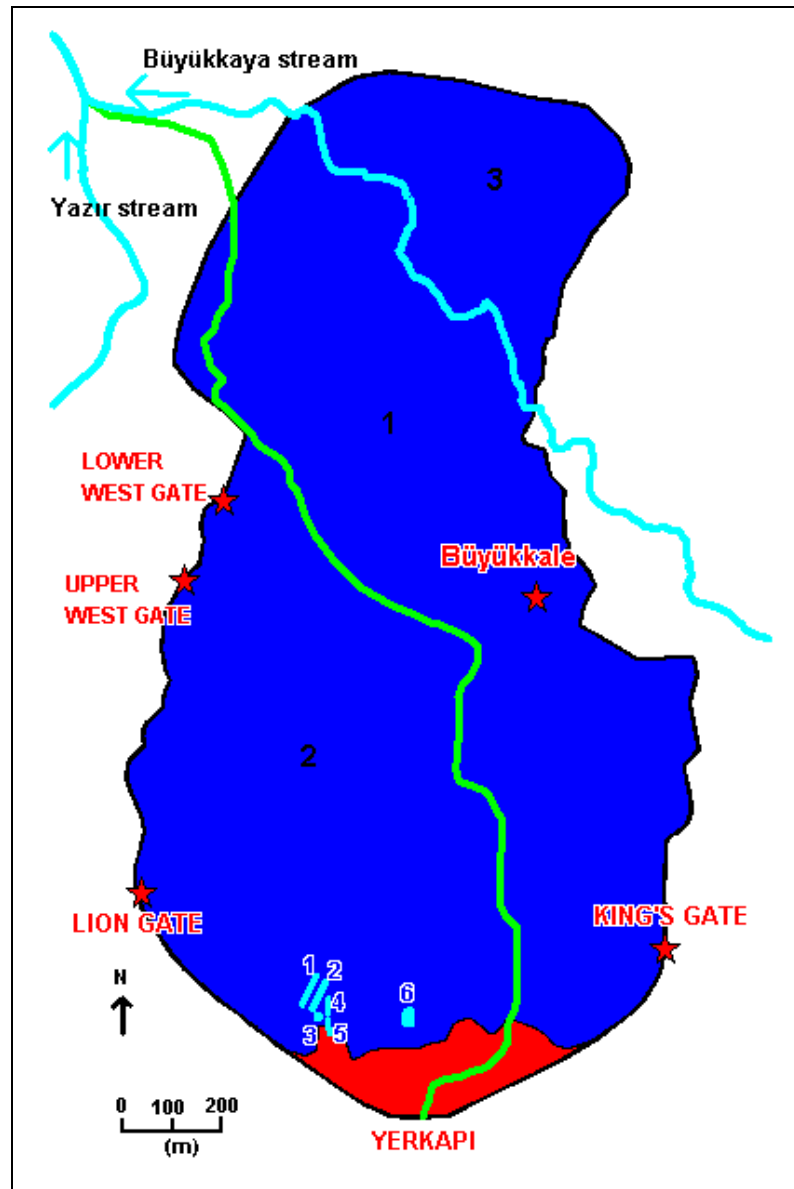 Büyükkaya stream
3
Yazır stream
1
LOWER
WEST GATE
Büyükkale
UPPER
WEST GATE
2
LION GATE
KING'S GATE
1 2
6
4
3 5
N
0 100 200
(m)
YERKAPI